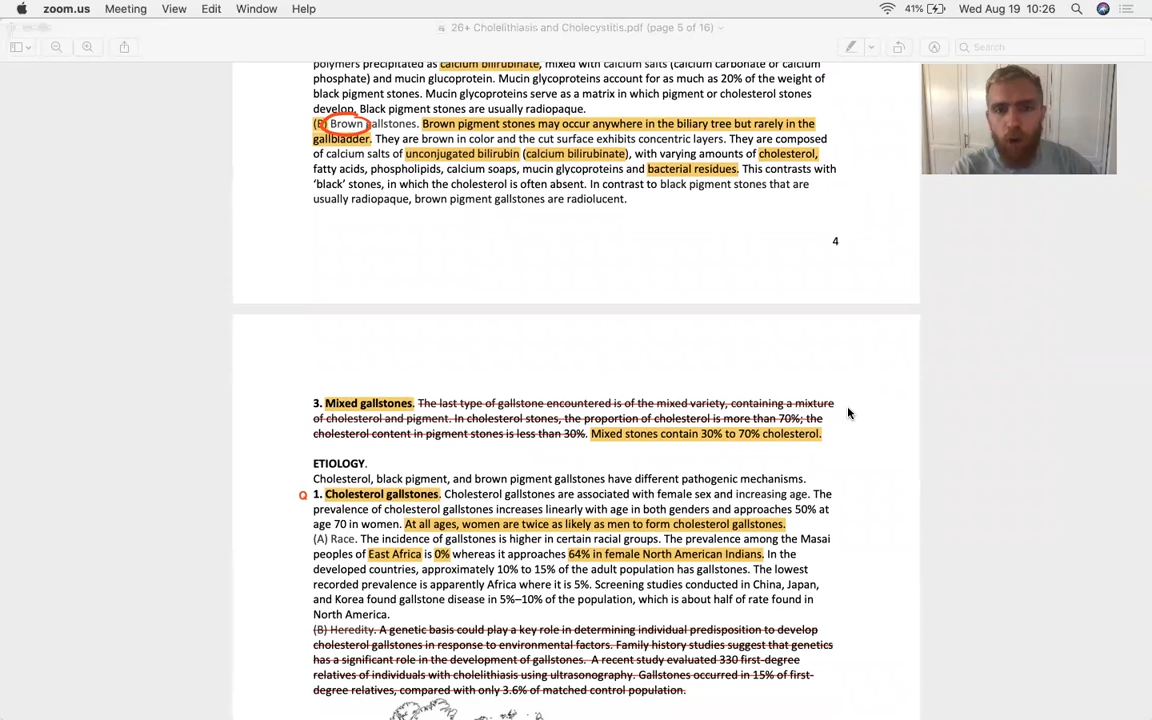 zoom.us Meeting View Edit Window Help 41% Wed Aug 19 10:26
26+ Cholelithiasis and Cholecystitis.pdf (page 5 of 16)
Search
polymers precipitated as calcium bilirubinate, mixed with calcium salts (calcium carbonate or calcium
phosphate) and mucin glucoprotein. Mucin glycoproteins account for as much as 20% of the weight of
black pigment stones. Mucin glycoproteins serve as a matrix in which pigment or cholesterol stones
develop. Black pigment stones are usually radiopaque.
(B) Brown gallstones. Brown pigment stones may occur anywhere in the biliary tree but rarely in the
gallbladder. They are brown in color and the cut surface exhibits concentric layers. They are composed
of calcium salts of unconjugated bilirubin (calcium bilirubinate), with varying amounts of cholesterol,
fatty acids, phospholipids, calcium soaps, mucin glycoproteins and bacterial residues. This contrasts with
‘black’ stones, in which the cholesterol is often absent. In contrast to black pigment stones that are
usually radiopaque, brown pigment gallstones are radiolucent.
4
3. Mixed gallstones. The last type of gallstone encountered is of the mixed variety, containing a mixture
of cholesterol and pigment. In cholesterol stones, the proportion of cholesterol is more than 70%; the
cholesterol content in pigment stones is less than 30%. Mixed stones contain 30% to 70% cholesterol.
ETIOLOGY.
Cholesterol, black pigment, and brown pigment gallstones have different pathogenic mechanisms.
Q 1. Cholesterol gallstones. Cholesterol gallstones are associated with female sex and increasing age. The
prevalence of cholesterol gallstones increases linearly with age in both genders and approaches 50% at
age 70 in women. At all ages, women are twice as likely as men to form cholesterol gallstones.
(A) Race. The incidence of gallstones is higher in certain racial groups. The prevalence among the Masai
peoples of East Africa is 0% whereas it approaches 64% in female North American Indians. In the
developed countries, approximately 10% to 15% of the adult population has gallstones. The lowest
recorded prevalence is apparently Africa where it is 5%. Screening studies conducted in China, Japan,
and Korea found gallstone disease in 5%–10% of the population, which is about half of rate found in
North America.
(B) Heredity. A genetic basis could play a key role in determining individual predisposition to develop
cholesterol gallstones in response to environmental factors. Family history studies suggest that genetics
has a significant role in the development of gallstones. A recent study evaluated 330 first-degree
relatives of individuals with cholelithiasis using ultrasonography. Gallstones occurred in 15% of first-
degree relatives, compared with only 3.6% of matched control population.